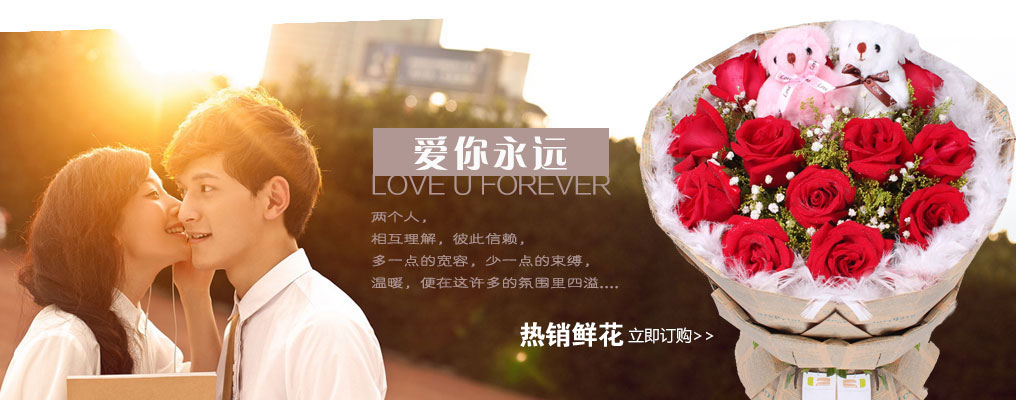 爱你永远
LOVE U FOREVER
两个人，
相互理解，彼此信赖，
多一点的宽容，少一点的束缚，
温暖，便在这许多的氛围里四溢....
热销鲜花 立即订购>>